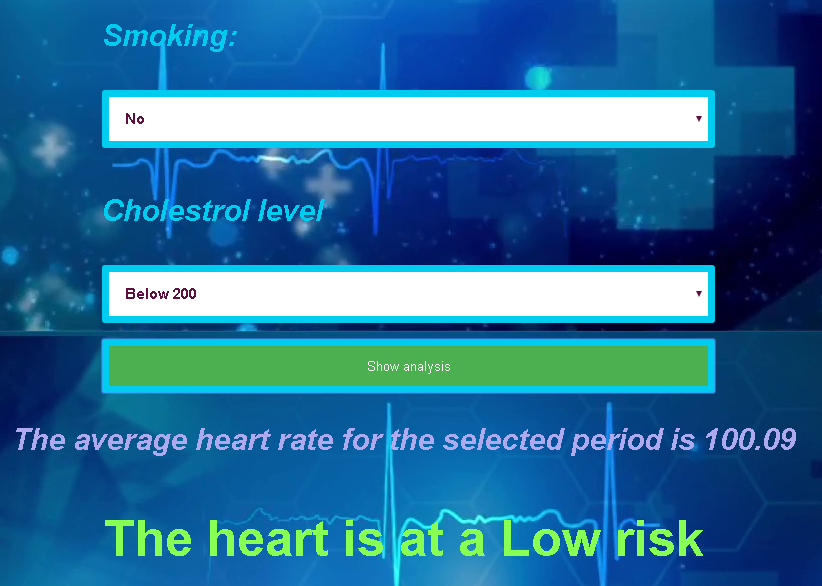 Smoking:
No
Cholestrol level
Below 200
Show analysis
The average heart rate for the selected period is 100.09
The heart is at a Low risk